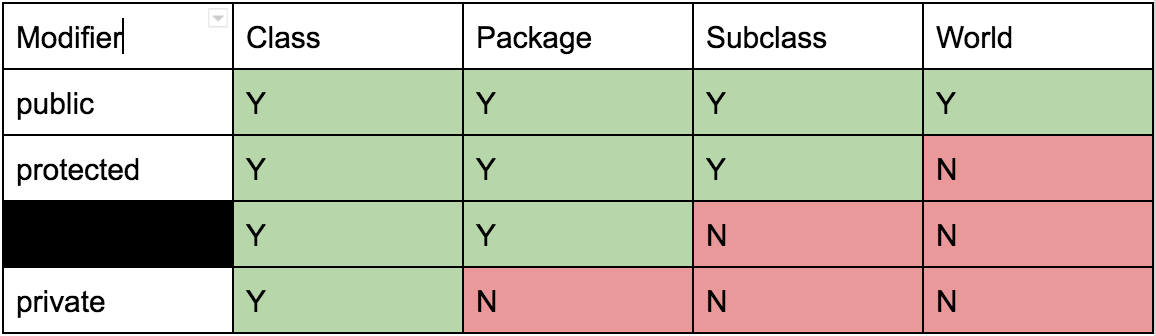 Modifier Class Package Subclass World
public Y Y Y Y
protected Y Y Y N
Y Y N N
private Y N N N